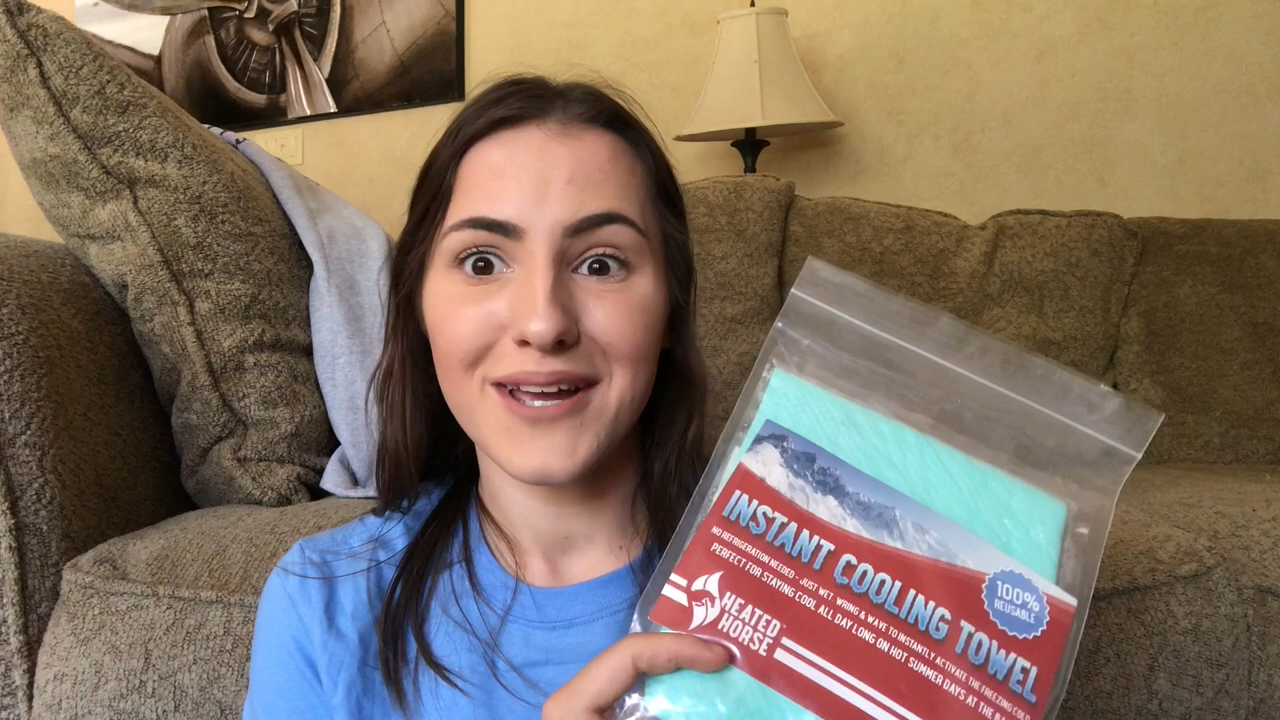 INSTANT COOLING TOWEL
NO REFRIGERATION NEEDED - JUST WET, WRING & WAVE TO INSTANTLY ACTIVATE THE FREEZING COLD
PERFECT FOR STAYING COOL ALL DAY LONG ON HOT SUMMER DAYS AT THE
100%
REUSABLE
HEATED
HORSE